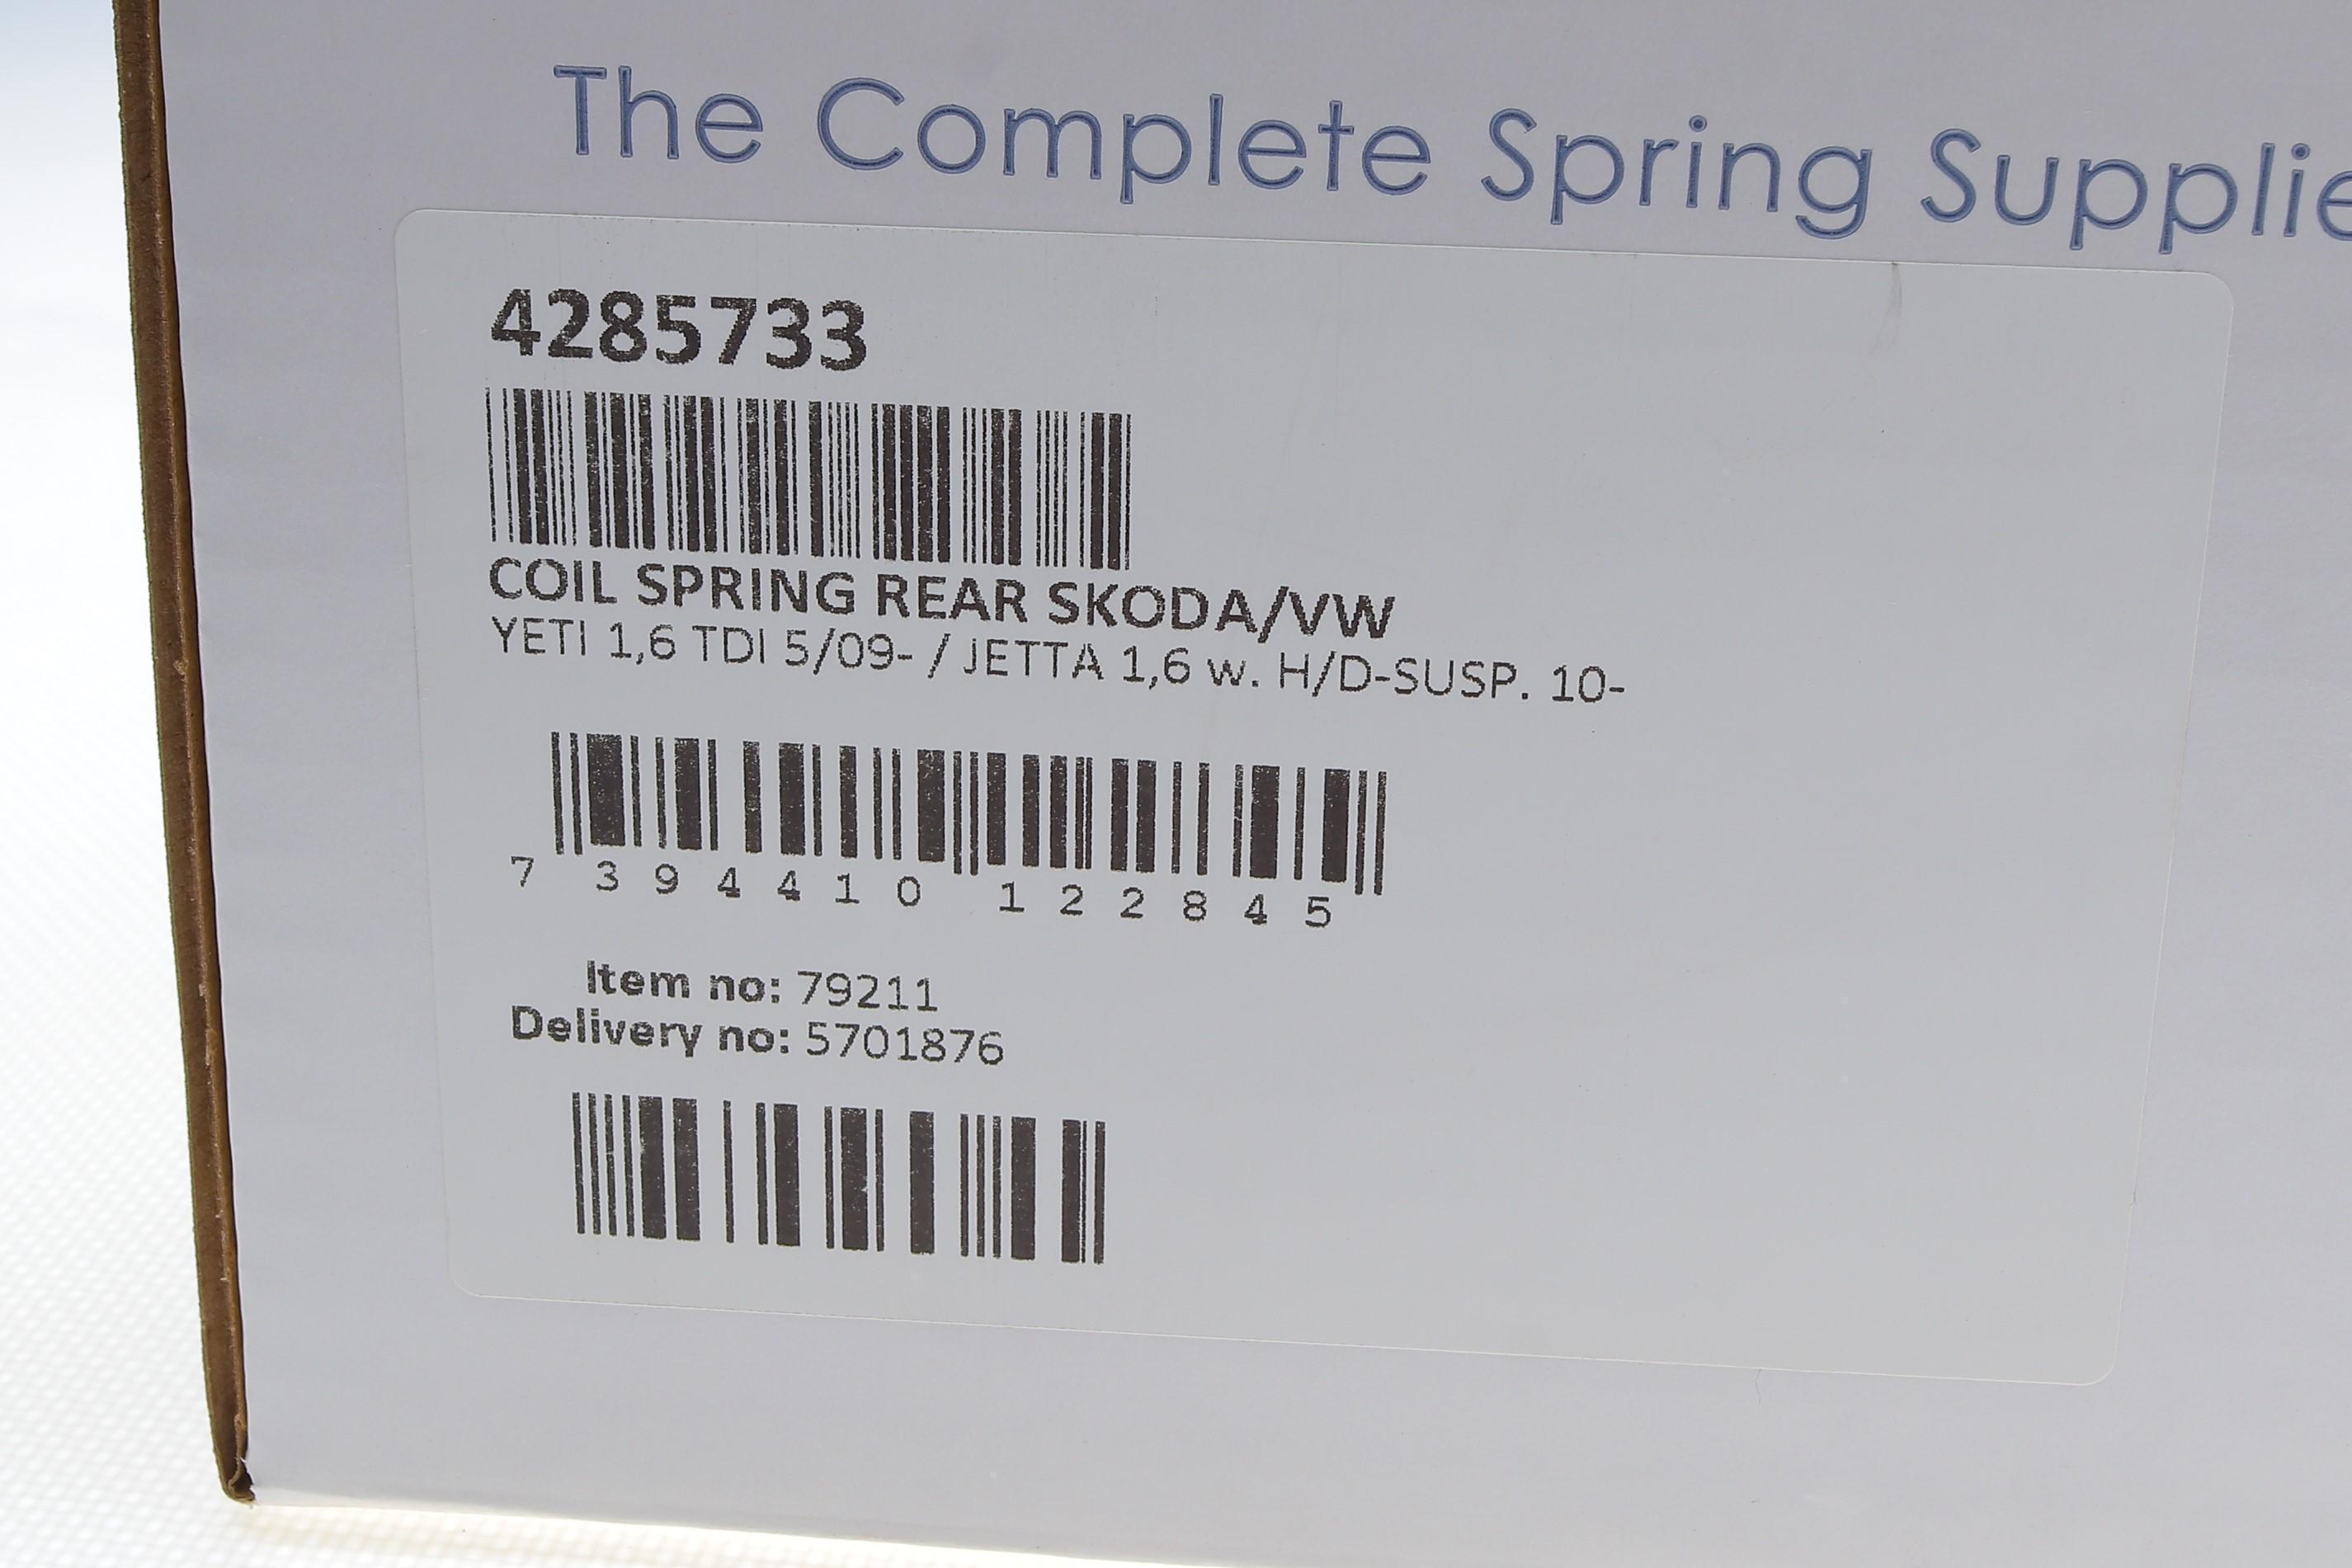 The Complete Spring
4285733
COIL SPRING REAR SKODA/VW
YETI 1,6 TDI 5/09- / JETTA 1,6 w. H/D-SUSP. 10-
7 394410 122845
Item no: 79211
Delivery no: 5701876